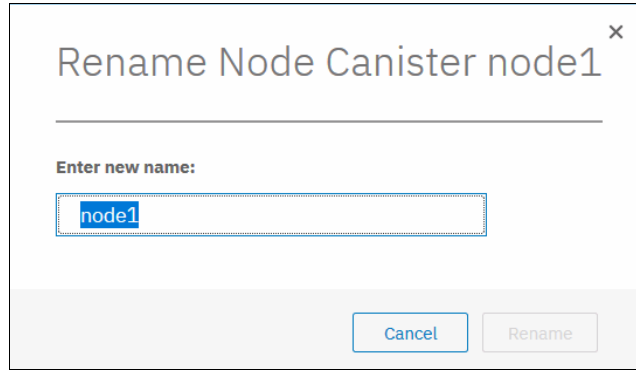 Rename Node Canister node1
Enter new name:
node1
Cancel
Rename